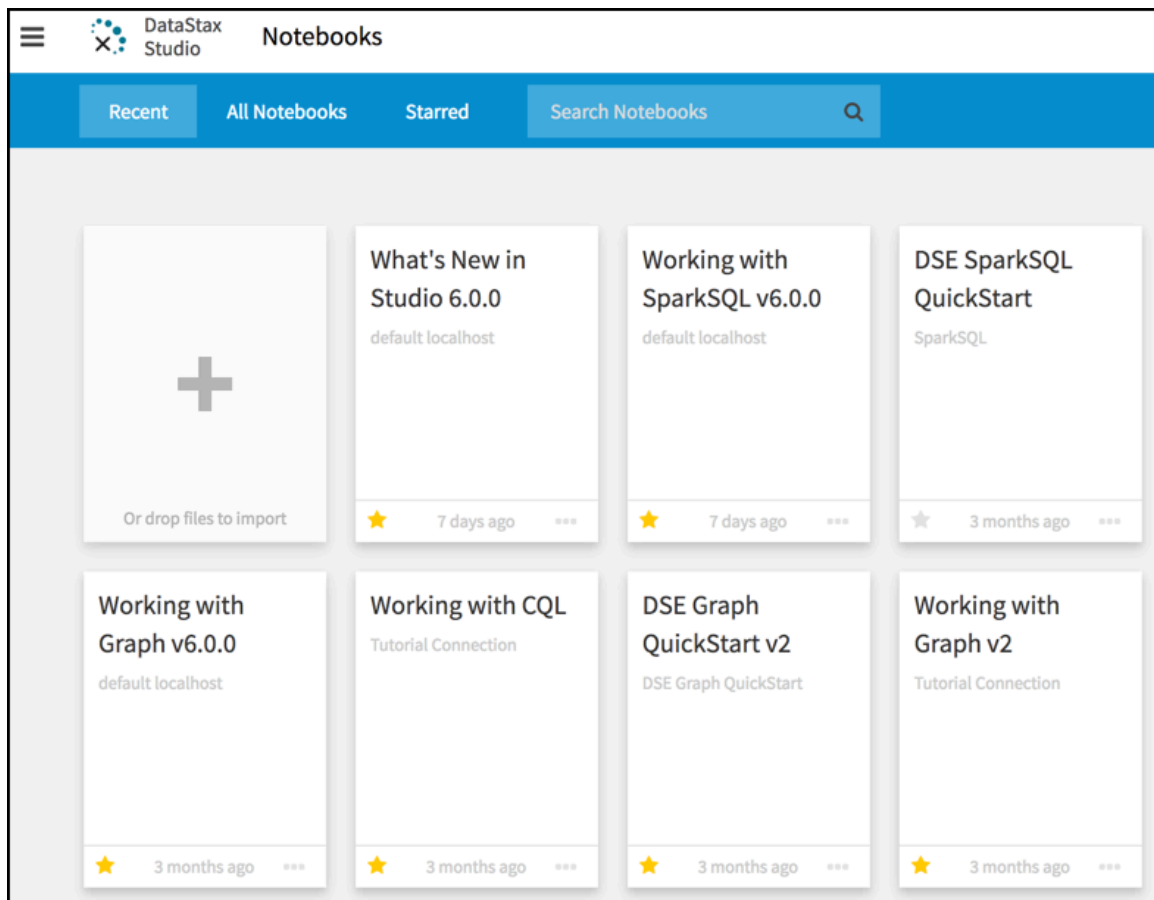 DataStax
Studio
Notebooks
Recent
All Notebooks
Starred
Search Notebooks
Or drop files to import
What's New in
Studio 6.0.0
default localhost
7 days ago
Working with
SparkSQL v6.0.0
default localhost
7 days ago
DSE SparkSQL
QuickStart
SparkSQL
3 months ago
Working with
Graph v6.0.0
default localhost
3 months ago
Working with CQL
Tutorial Connection
3 months ago
DSE Graph
QuickStart v2
DSE Graph QuickStart
3 months ago
Working with
Graph v2
Tutorial Connection
3 months ago